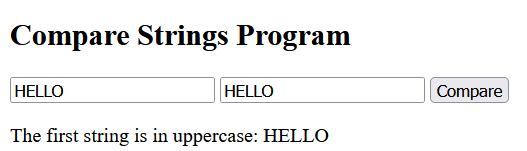 Compare Strings Program
HELLO HELLO Compare
The first string is in uppercase: HELLO